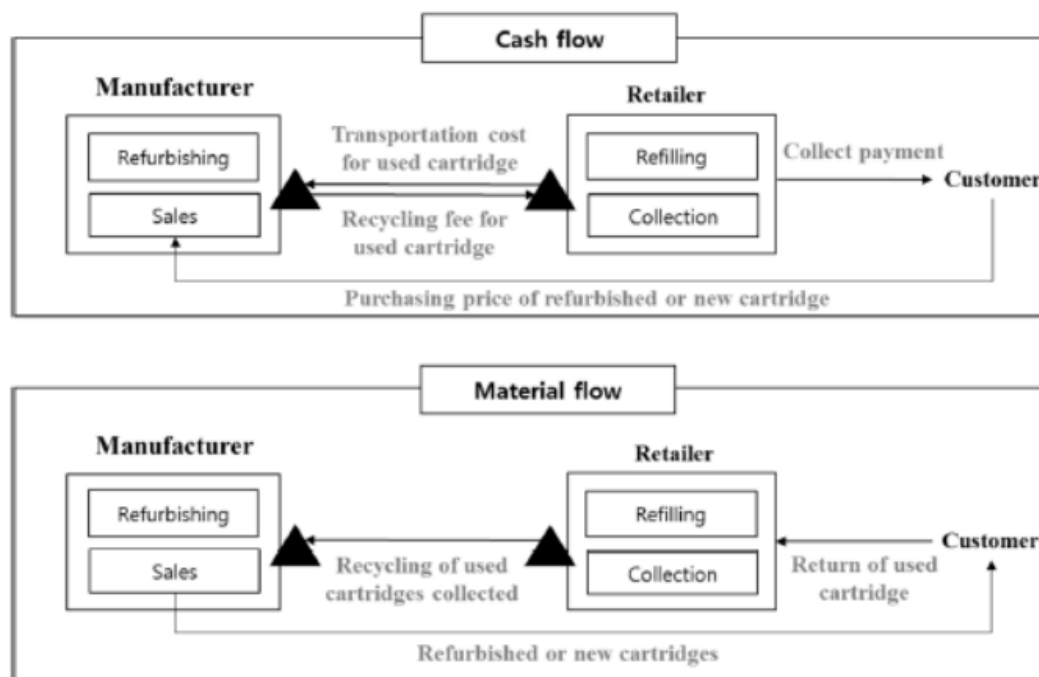 Cash flow
Manufacturer
Retailer
Refurbishing
Sales
Transportation cost
for used cartridge
Recycling fee for
used cartridge
Refilling
Collection
Collect payment
Customer
Purchasing price of refurbished or new cartridge
Material flow
Manufacturer
Retailer
Refurbishing
Sales
Recycling of used
cartridges collected
Refilling
Collection
Customer
Return of used
cartridge
Refurbished or new cartridges